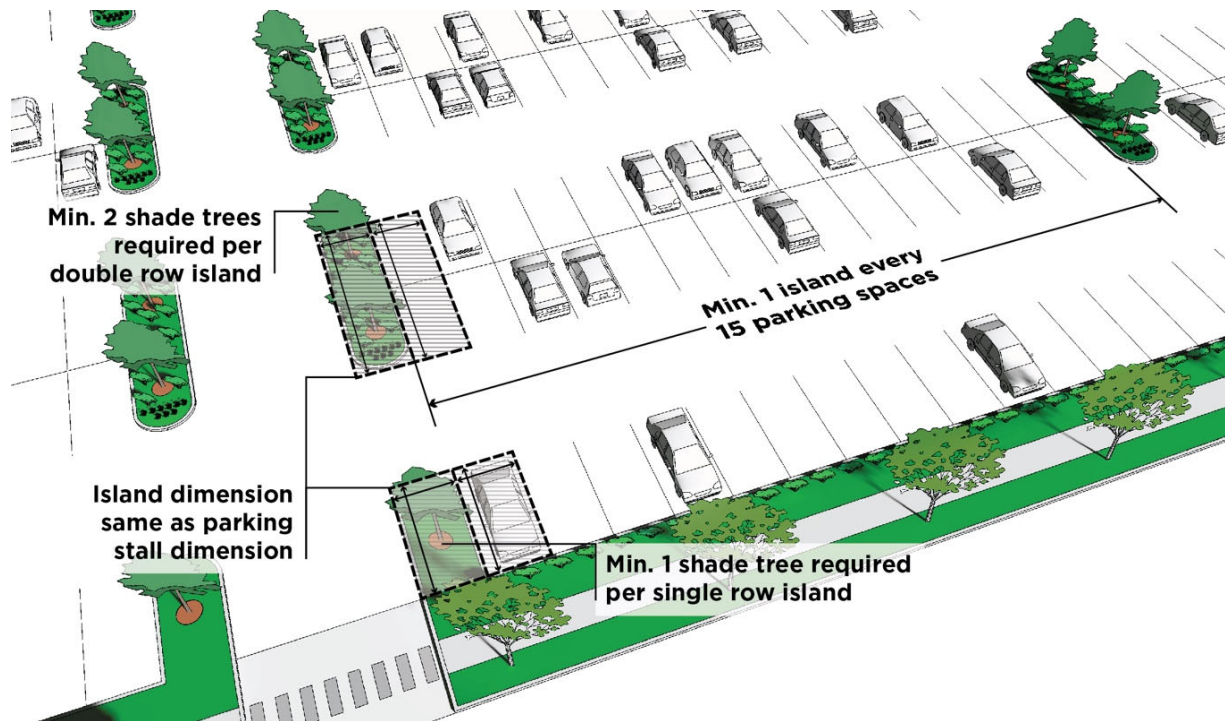 Min. 2 shade trees
required per
double row island
Min. 1 island every
15 parking spaces
Island dimension
same as parking
stall dimension
Min. 1 shade tree required
per single row island